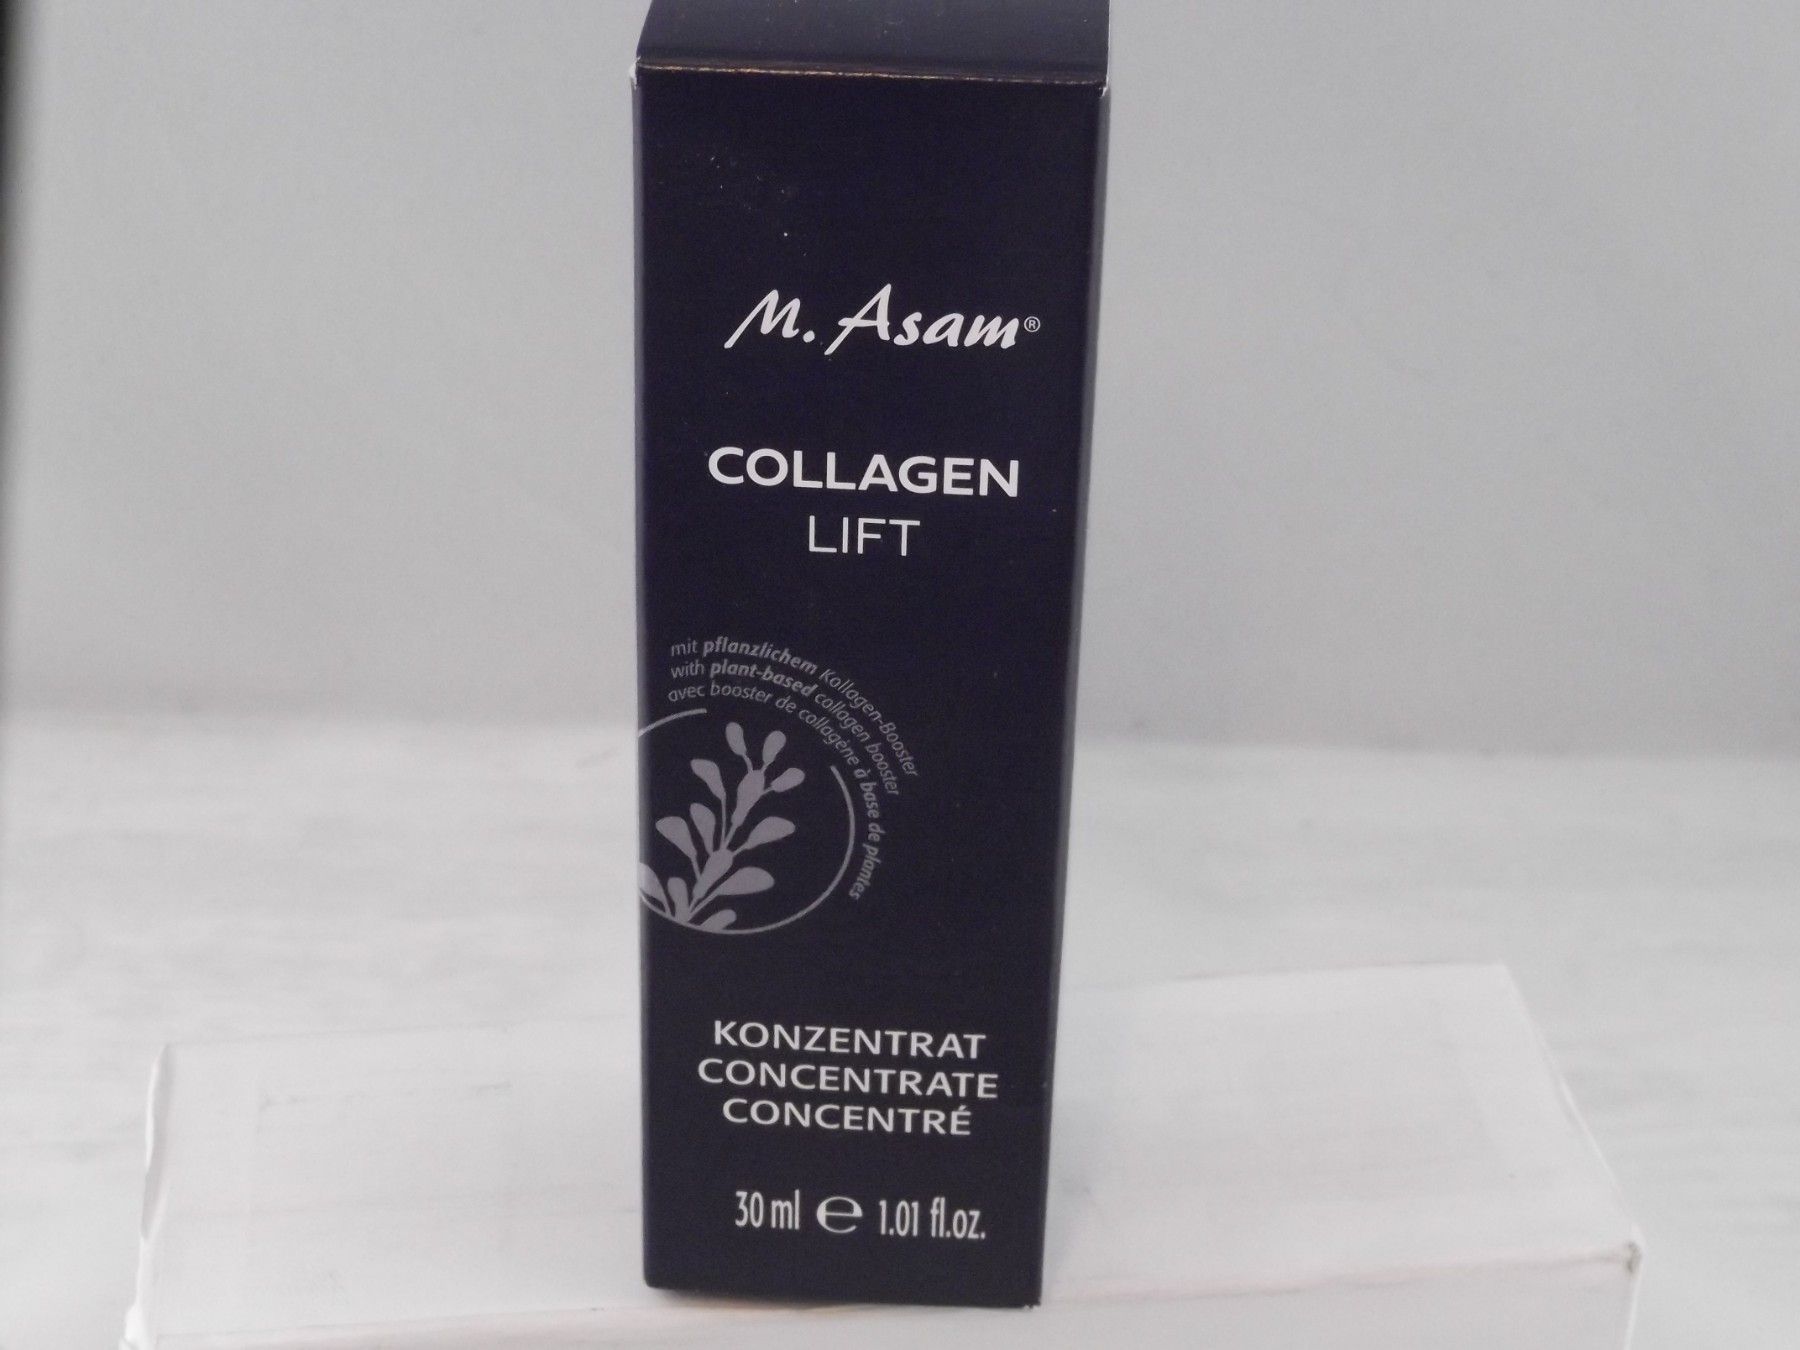 M. Asam®
COLLAGEN
LIFT
mit pflanzlichem Kollagen-Booster
with plant-based collagen booster
avec booster de collagène à base de plantes
KONZENTRAT
CONCENTRATE
CONCENTRÉ
30 ml ℮ 1.01 fl.oz.